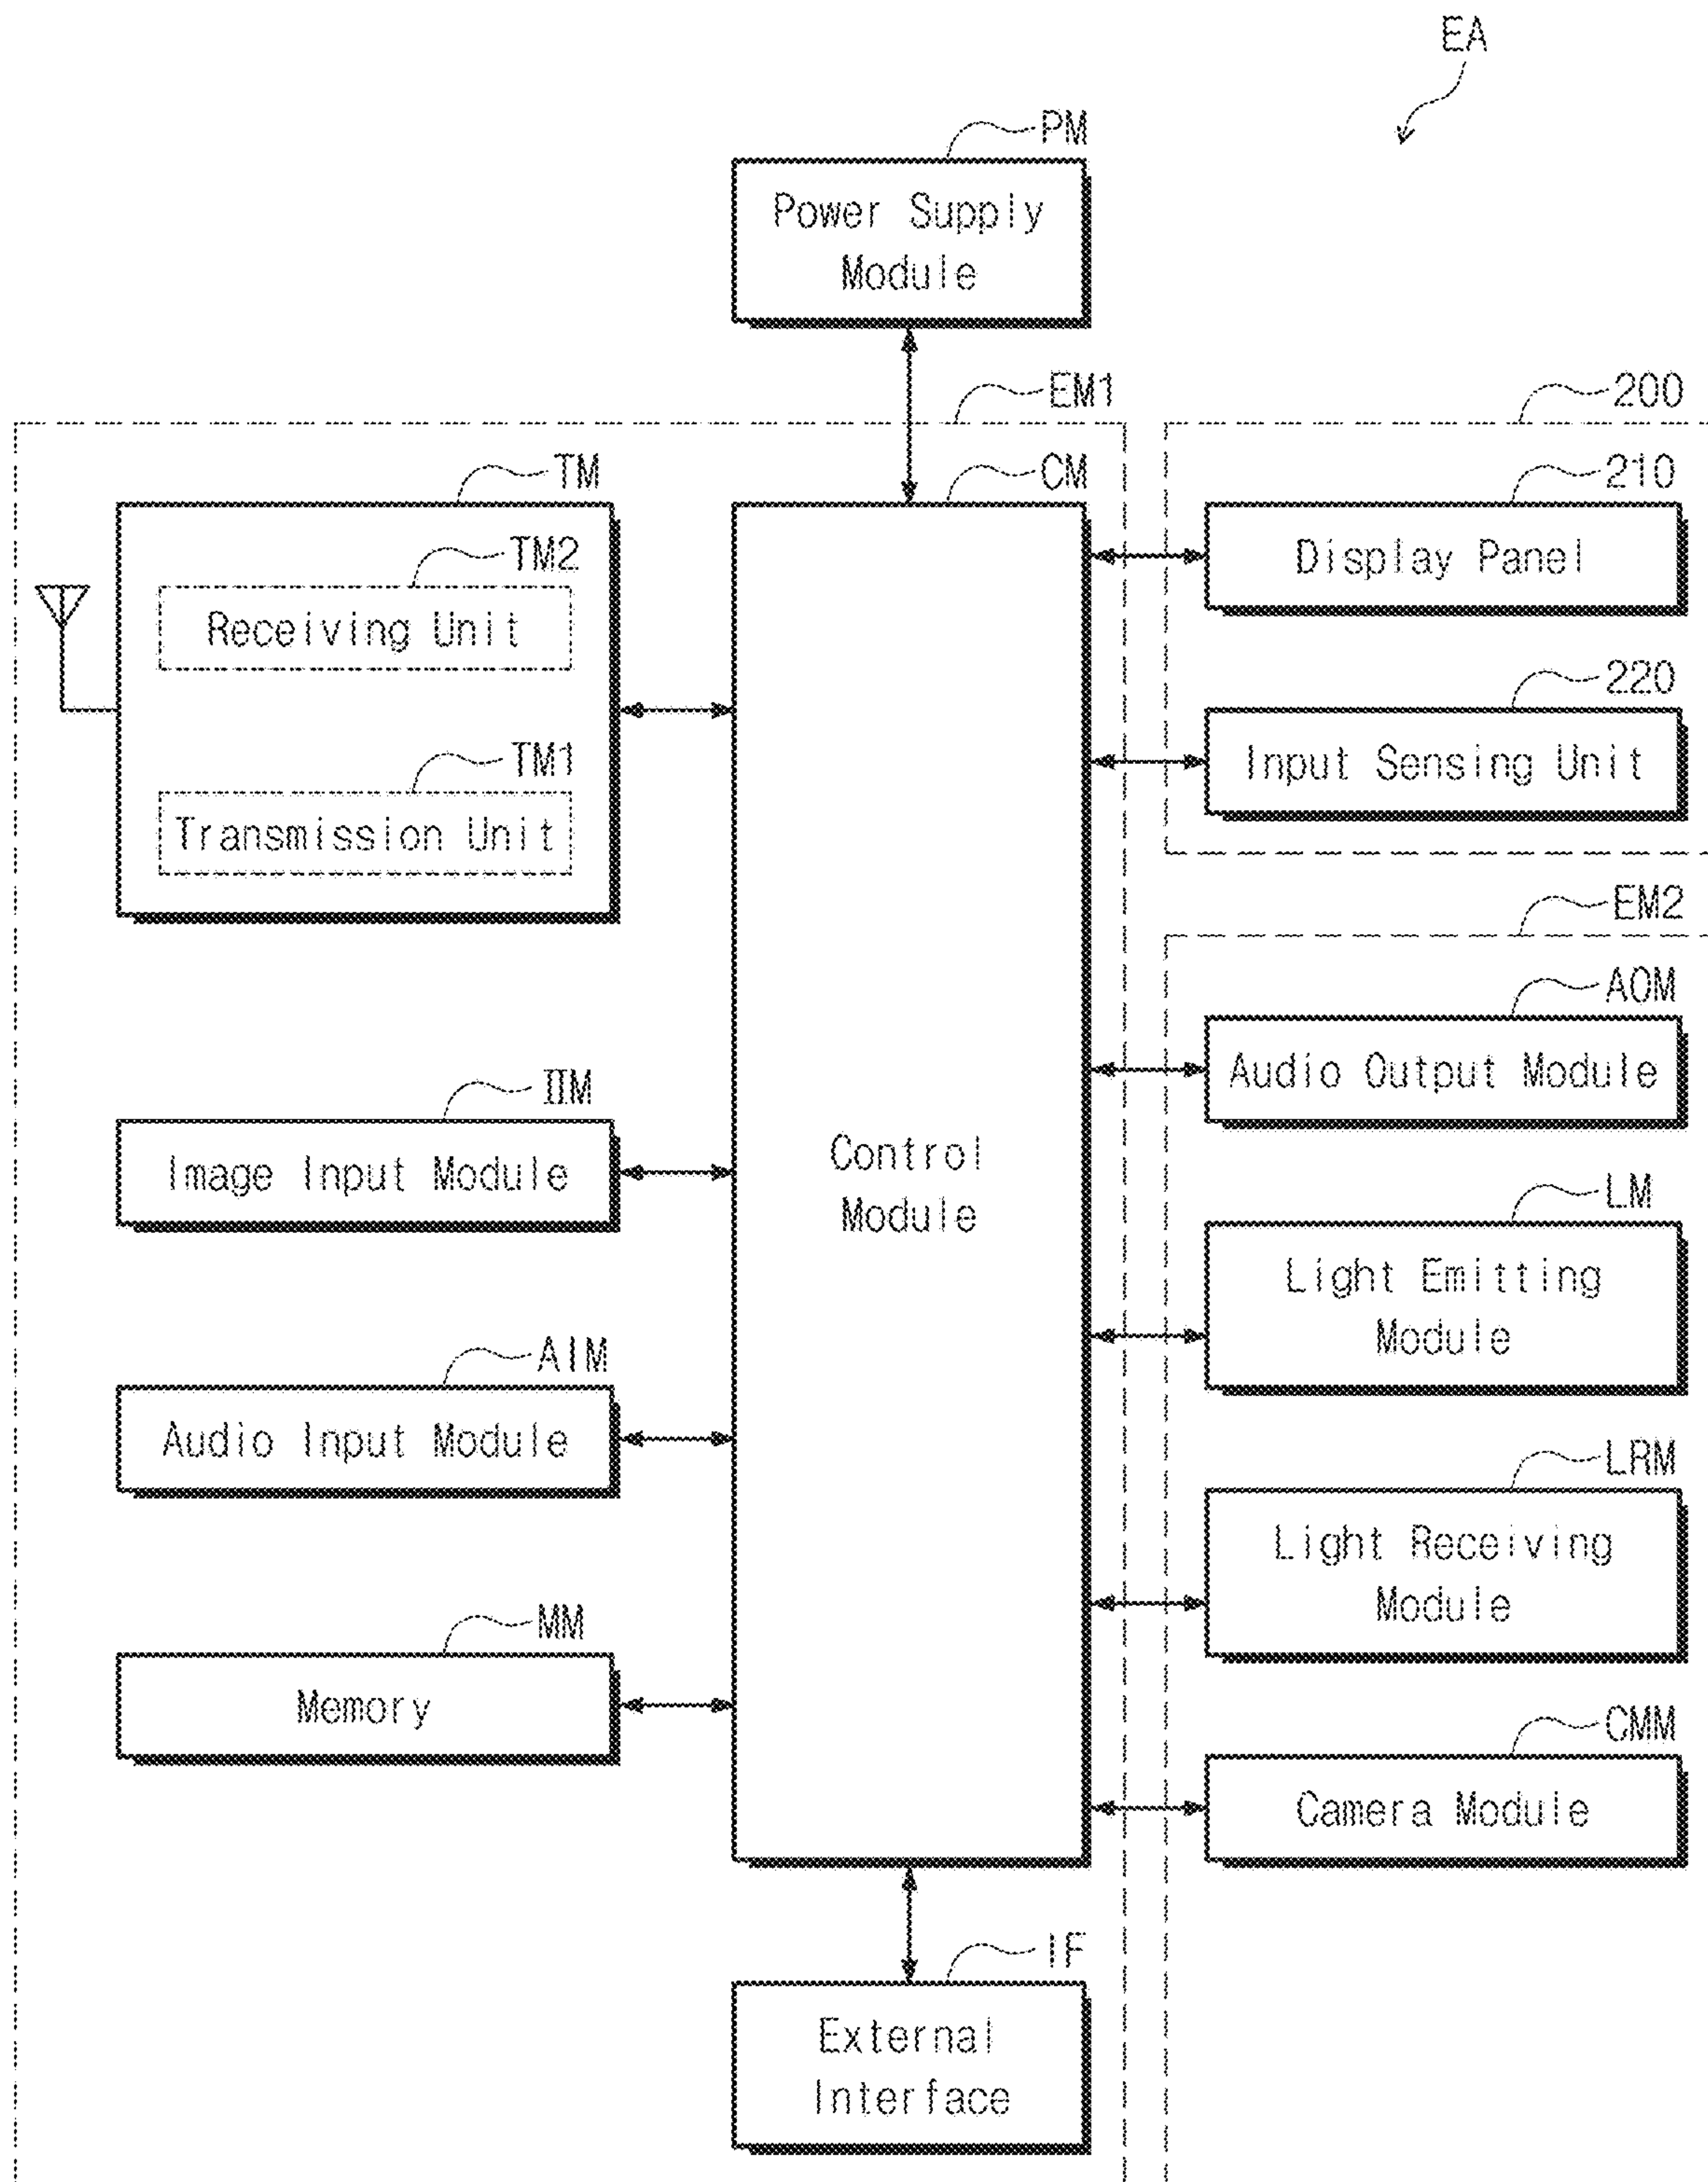 EA
PM
Power Supply
Module
EM1
200
TM
CM
210
TM2
Display Panel
Receiving Unit
220
TM1
Input Sensing Unit
Transmission Unit
EM2
AOM
Audio Output Module
IIM
Image Input Module
Control
Module
LM
Light Emitting
Module
AIM
Audio Input Module
LRM
Light Receiving
Module
MM
Memory
CMM
Camera Module
IF
External
Interface